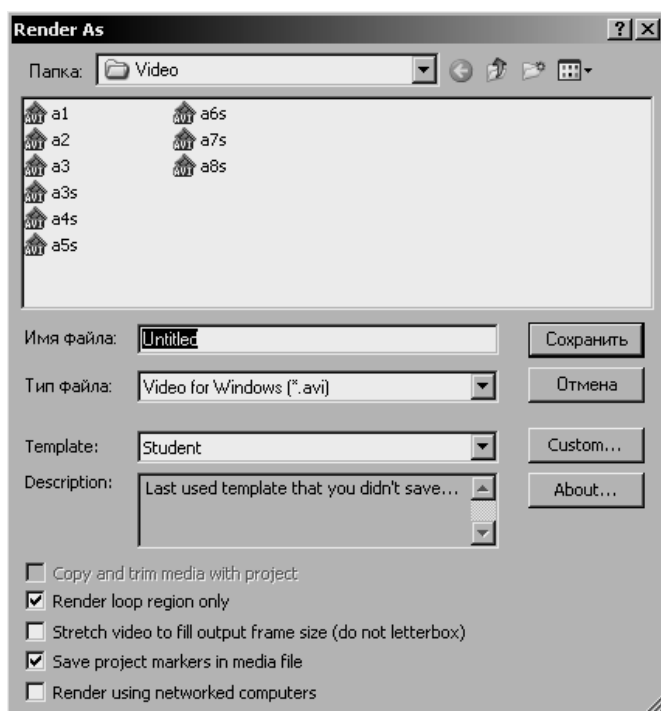 Render As
Папка: Video
a1 a6s
a2 a7s
a3 a8s
a3s
a4s
a5s
Имя файла: Untitled Сохранить
Тип файла: Video for Windows (*.avi) Отмена
Template: Student Custom...
Description: Last used template that you didn't save... About...
Copy and trim media with project
Render loop region only
Stretch video to fill output frame size (do not letterbox)
Save project markers in media file
Render using networked computers